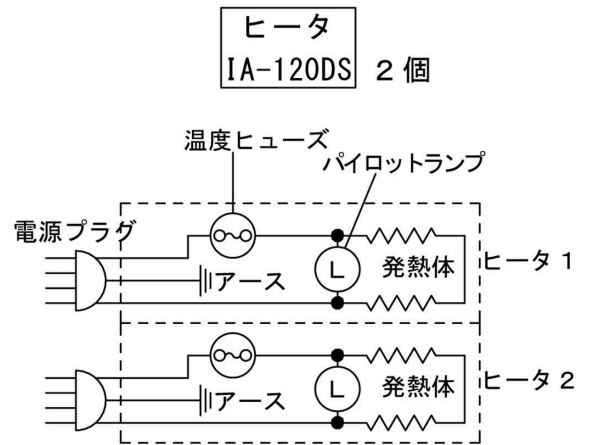 ヒータ
IA-120DS 2個
温度ヒューズ
パイロットランプ
電源プラグ
L
発熱体
ヒータ1
アース
L
発熱体
ヒータ2
アース